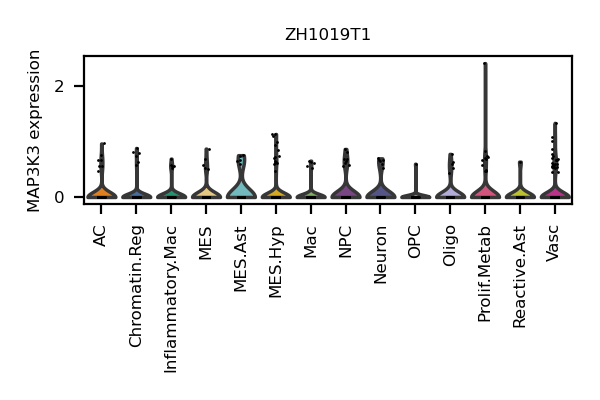 ZH1019T1
MAP3K3 expression
2
0
AC
Chromatin.Reg
Inflammatory.Mac
MES
MES.Ast
MES.Hyp
Mac
NPC
Neuron
OPC
Oligo
Prolif.Metab
Reactive.Ast
Vasc